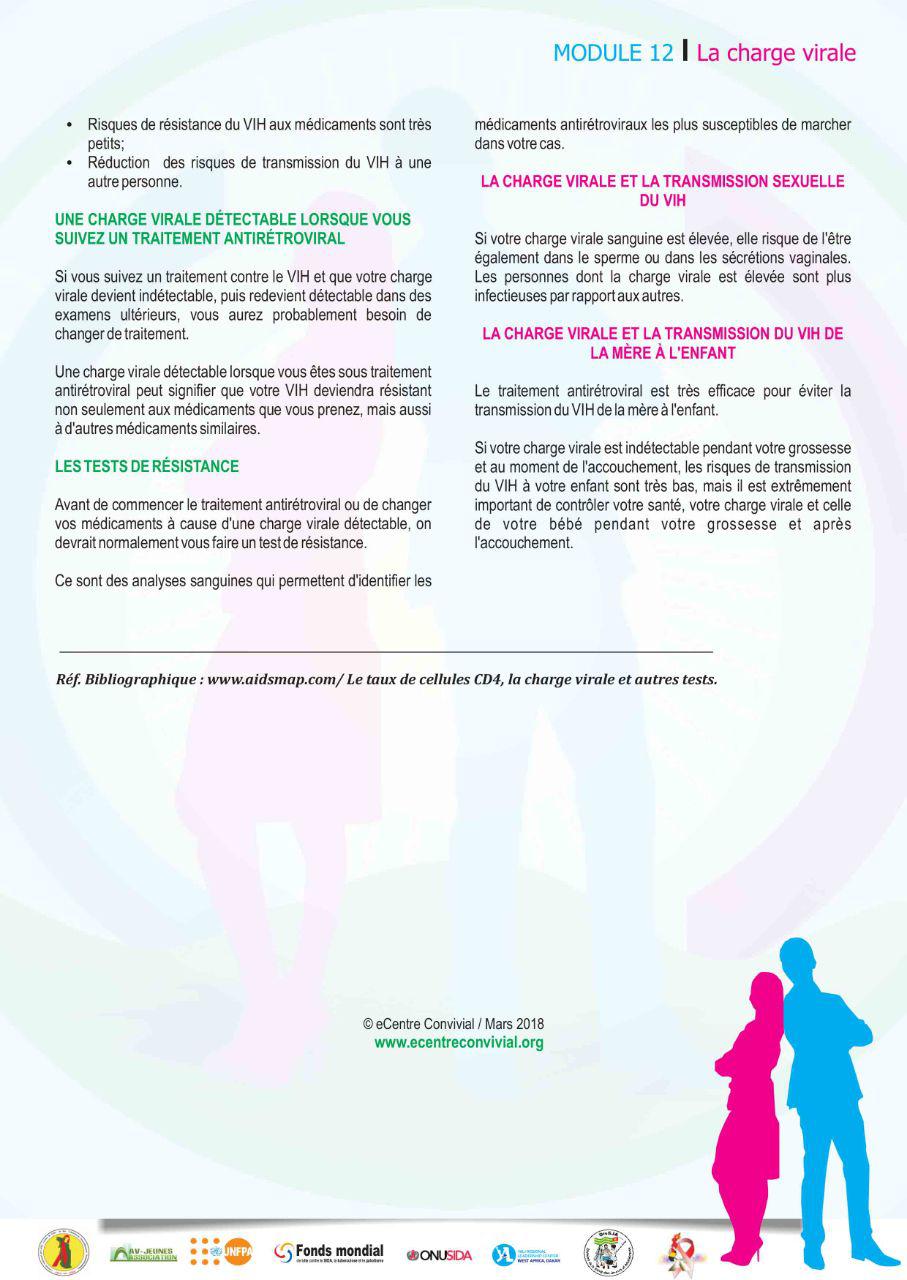 MODULE 12 | La charge virale
• Risques de résistance du VIH aux médicaments sont très
petits;
• Réduction des risques de transmission du VIH à une
autre personne.
UNE CHARGE VIRALE DÉTECTABLE LORSQUE VOUS
SUIVEZ UN TRAITEMENT ANTIRÉTROVIRAL
Si vous suivez un traitement contre le VIH et que votre charge
virale devient indétectable, puis redevient détectable dans des
examens ultérieurs, vous aurez probablement besoin de
changer de traitement.
Une charge virale détectable lorsque vous êtes sous traitement
antirétroviral peut signifier que votre VIH deviendra résistant
non seulement aux médicaments que vous prenez, mais aussi
à d'autres médicaments similaires.
LES TESTS DE RÉSISTANCE
Avant de commencer le traitement antirétroviral ou de changer
vos médicaments à cause d'une charge virale détectable, on
devrait normalement vous faire un test de résistance.
Ce sont des analyses sanguines qui permettent d'identifier les
médicaments antirétroviraux les plus susceptibles de marcher
dans votre cas.
LA CHARGE VIRALE ET LA TRANSMISSION SEXUELLE
DU VIH
Si votre charge virale sanguine est élevée, elle risque de l'être
également dans le sperme ou dans les sécrétions vaginales.
Les personnes dont la charge virale est élevée sont plus
infectieuses par rapport aux autres.
LA CHARGE VIRALE ET LA TRANSMISSION DU VIH DE
LA MÈRE À L'ENFANT
Le traitement antirétroviral est très efficace pour éviter la
transmission du VIH de la mère à l'enfant.
Si votre charge virale est indétectable pendant votre grossesse
et au moment de l'accouchement, les risques de transmission
du VIH à votre enfant sont très bas, mais il est extrêmement
important de contrôler votre santé, votre charge virale et celle
de votre bébé pendant votre grossesse et après
l'accouchement.
Réf. Bibliographique : www.aidsmap.com/ Le taux de cellules CD4, la charge virale et autres tests.
© eCentre Convivial / Mars 2018
www.ecentreconvivial.org
AV-JEUNES
ASSOCIATION
UNFPA
Fonds mondial
ONUSIDA
YALI REGIONAL
LEADERSHIP CENTER
WEST AFRICA, DAKAR